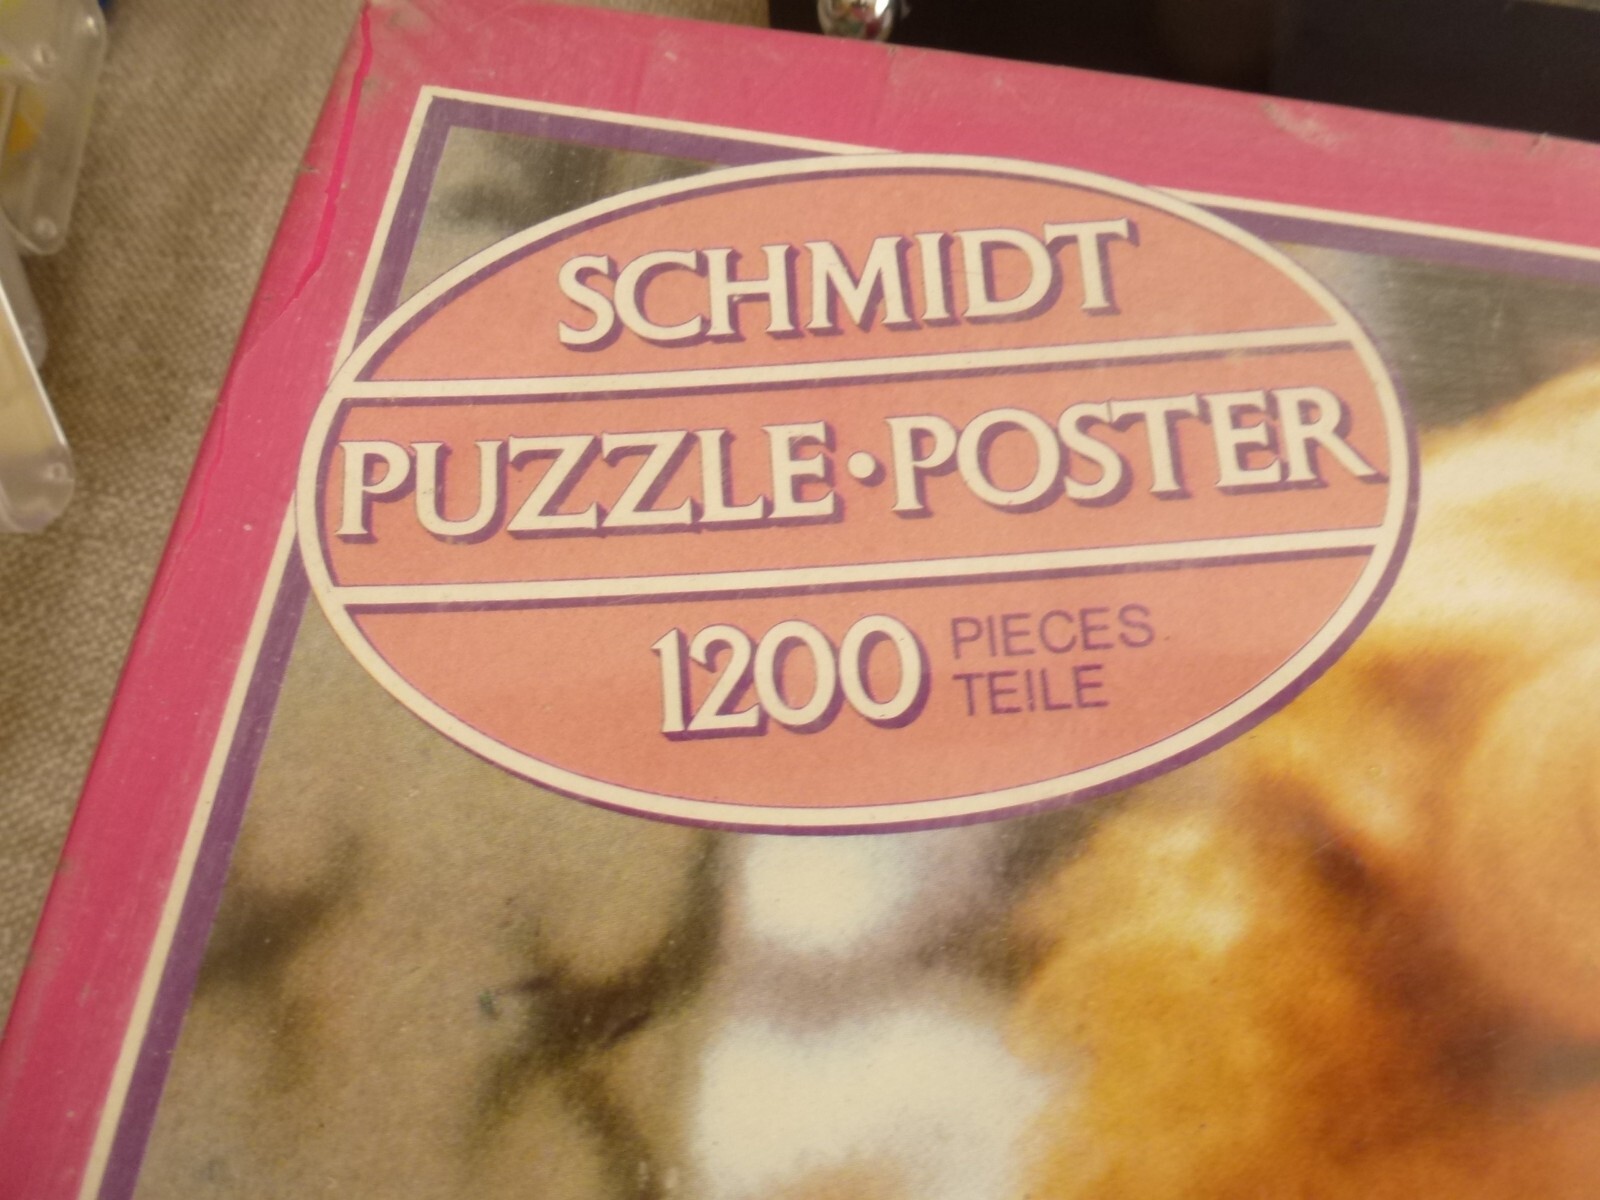 SCHMIDT
PUZZLE·POSTER
1200 PIECES
TEILE